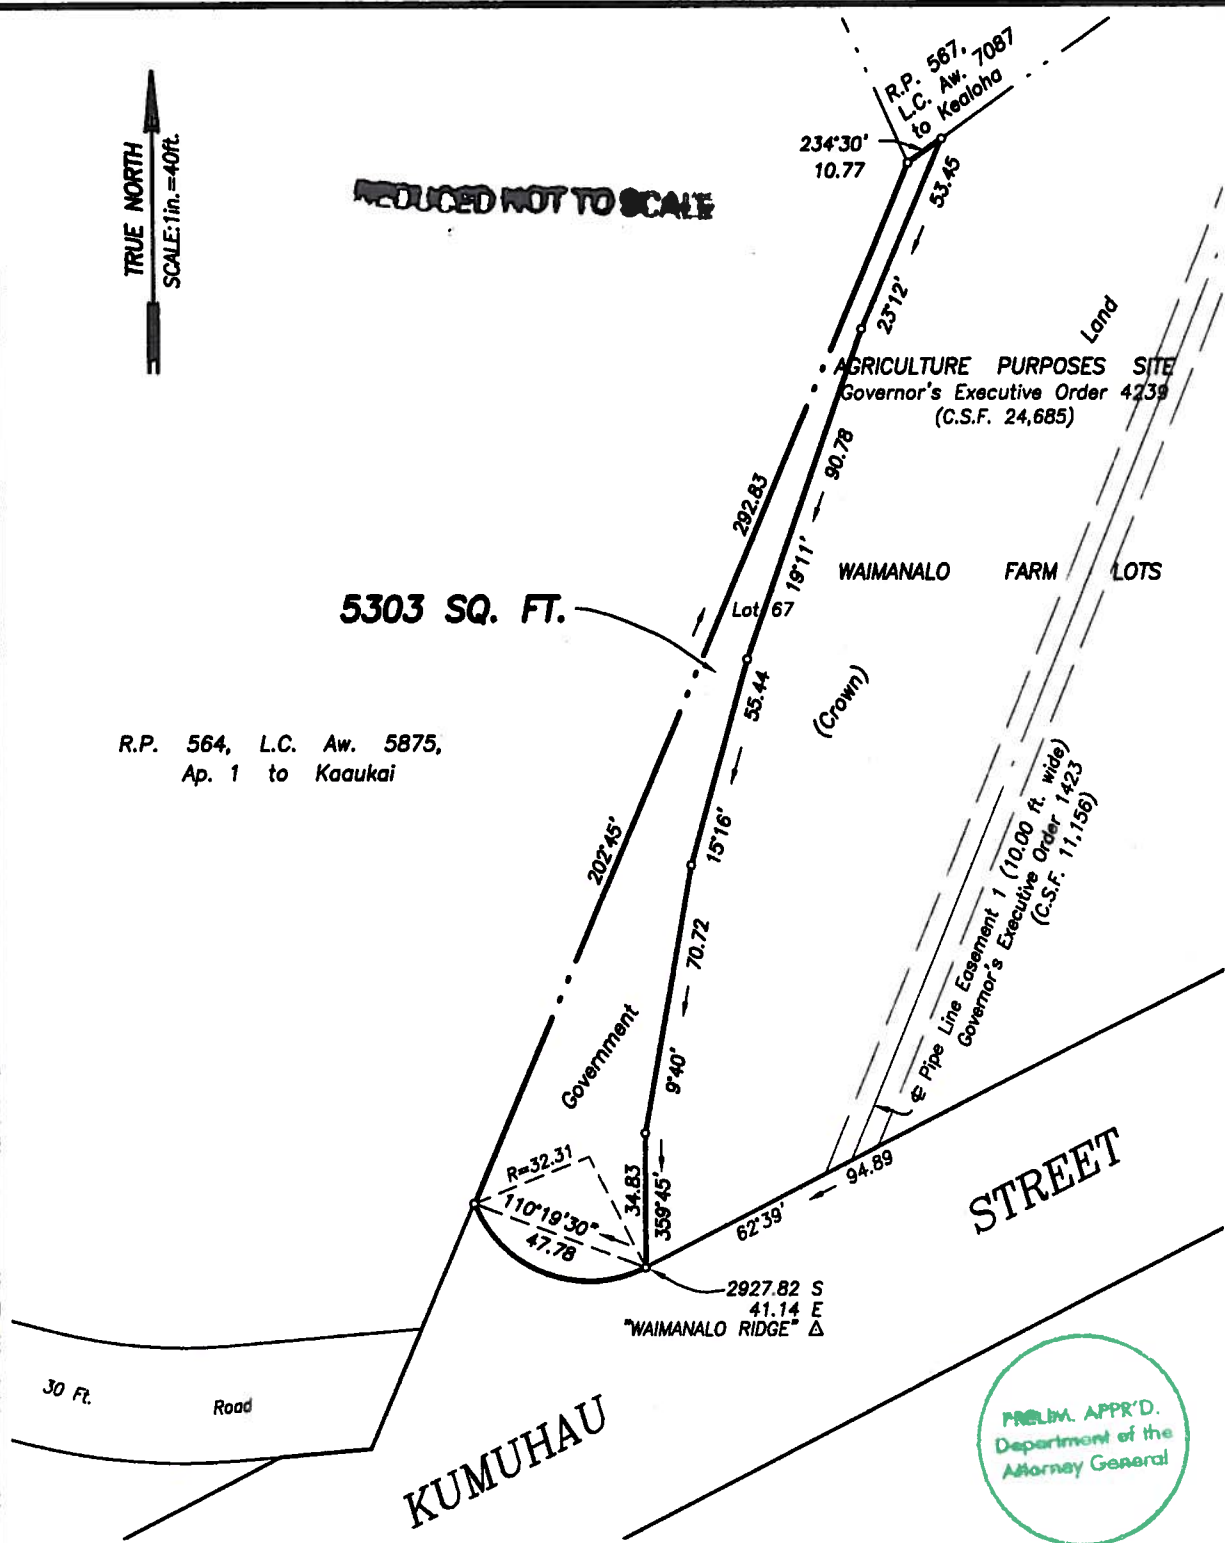 R.P. 567,
L.C. Aw. 7087
to Kealoha
234°30'
10.77
TRUE NORTH
SCALE:1in.=40ft.
REDUCED NOT TO SCALE
53.45
23°12'
Land
AGRICULTURE PURPOSES SITE
Governor's Executive Order 4239
(C.S.F. 24,685)
90.78
292.83
19°11'
WAIMANALO FARM LOTS
5303 SQ. FT.
Lot 67
55.44
(Crown)
R.P. 564, L.C. Aw. 5875,
Ap. 1 to Kaaukai
15°16'
202°45'
70.72
℄ Pipe Line Easement 1 (10.00 ft. wide)
Governor's Executive Order 1423
(C.S.F. 11,156)
Government
9°40'
R=32.31
110°19'30"
47.78
34.83
359°45'
94.89
62°39'
STREET
2927.82 S
41.14 E
"WAIMANALO RIDGE" Δ
30 Ft. Road
KUMUHAU
PRELIM. APPR'D.
Department of the
Attorney General